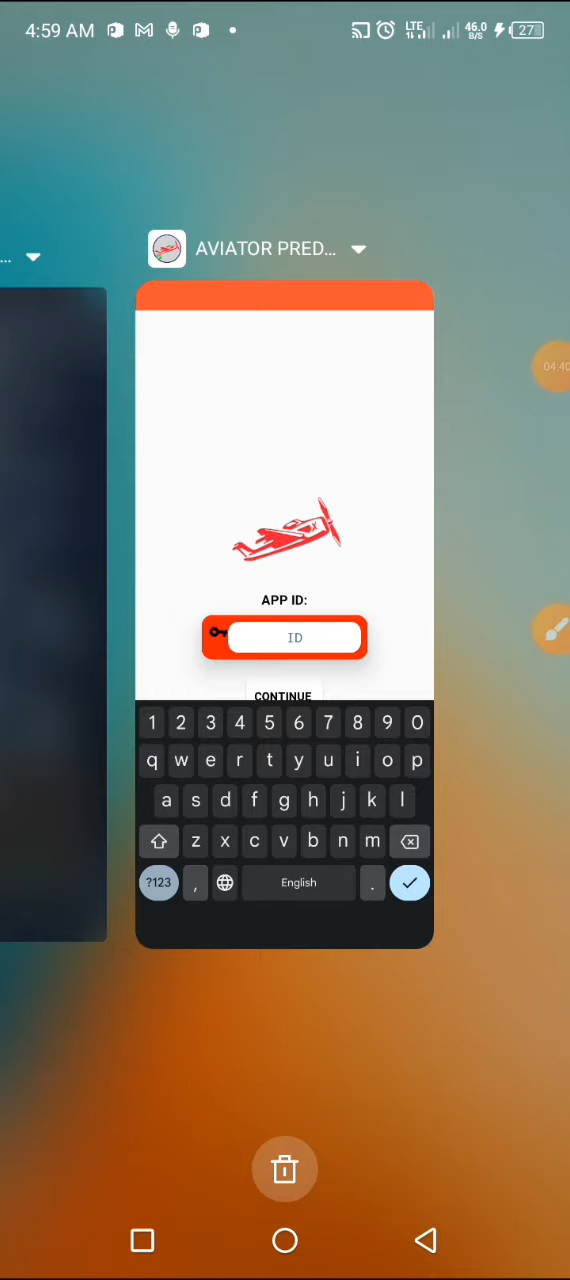 4:59 AM
LTE
46.0
B/S
27
...
AVIATOR PRED...
04:40
APP ID:
ID
CONTINUE
1 2 3 4 5 6 7 8 9 0
q w e r t y u i o p
a s d f g h j k l
z x c v b n m
?123 , English .